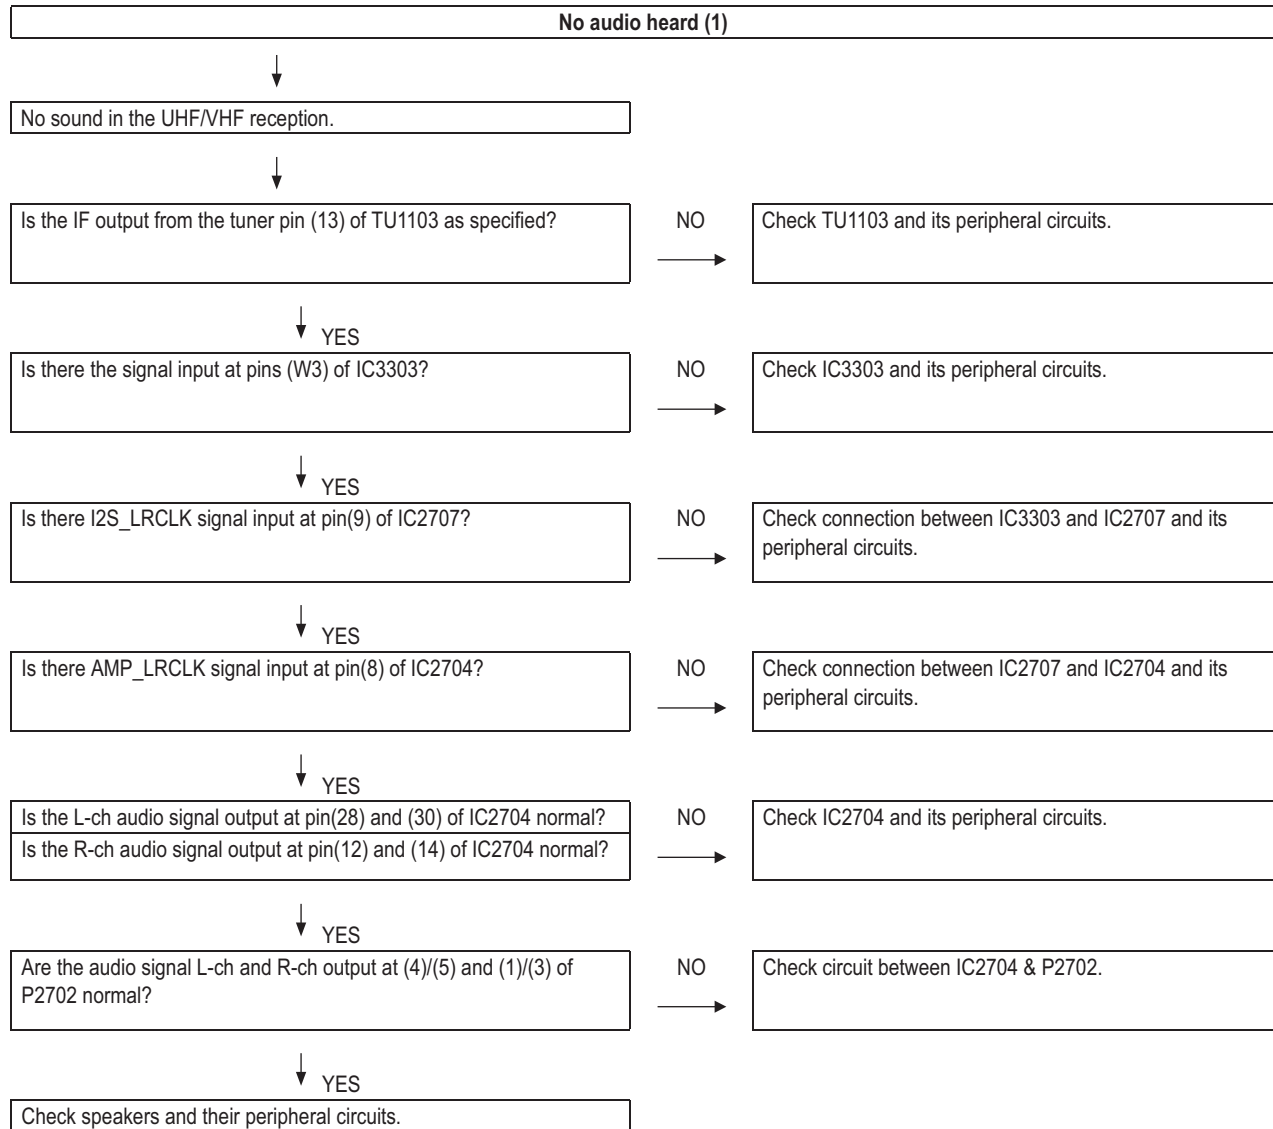 No audio heard (1)
No sound in the UHF/VHF reception.
Is the IF output from the tuner pin (13) of TU1103 as specified?
NO
Check TU1103 and its peripheral circuits.
YES
Is there the signal input at pins (W3) of IC3303?
NO
Check IC3303 and its peripheral circuits.
YES
Is there I2S_LRCLK signal input at pin(9) of IC2707?
NO
Check connection between IC3303 and IC2707 and its
peripheral circuits.
YES
Is there AMP_LRCLK signal input at pin(8) of IC2704?
NO
Check connection between IC2707 and IC2704 and its
peripheral circuits.
YES
Is the L-ch audio signal output at pin(28) and (30) of IC2704 normal?
Is the R-ch audio signal output at pin(12) and (14) of IC2704 normal?
NO
Check IC2704 and its peripheral circuits.
YES
Are the audio signal L-ch and R-ch output at (4)/(5) and (1)/(3) of
P2702 normal?
NO
Check circuit between IC2704 & P2702.
YES
Check speakers and their peripheral circuits.